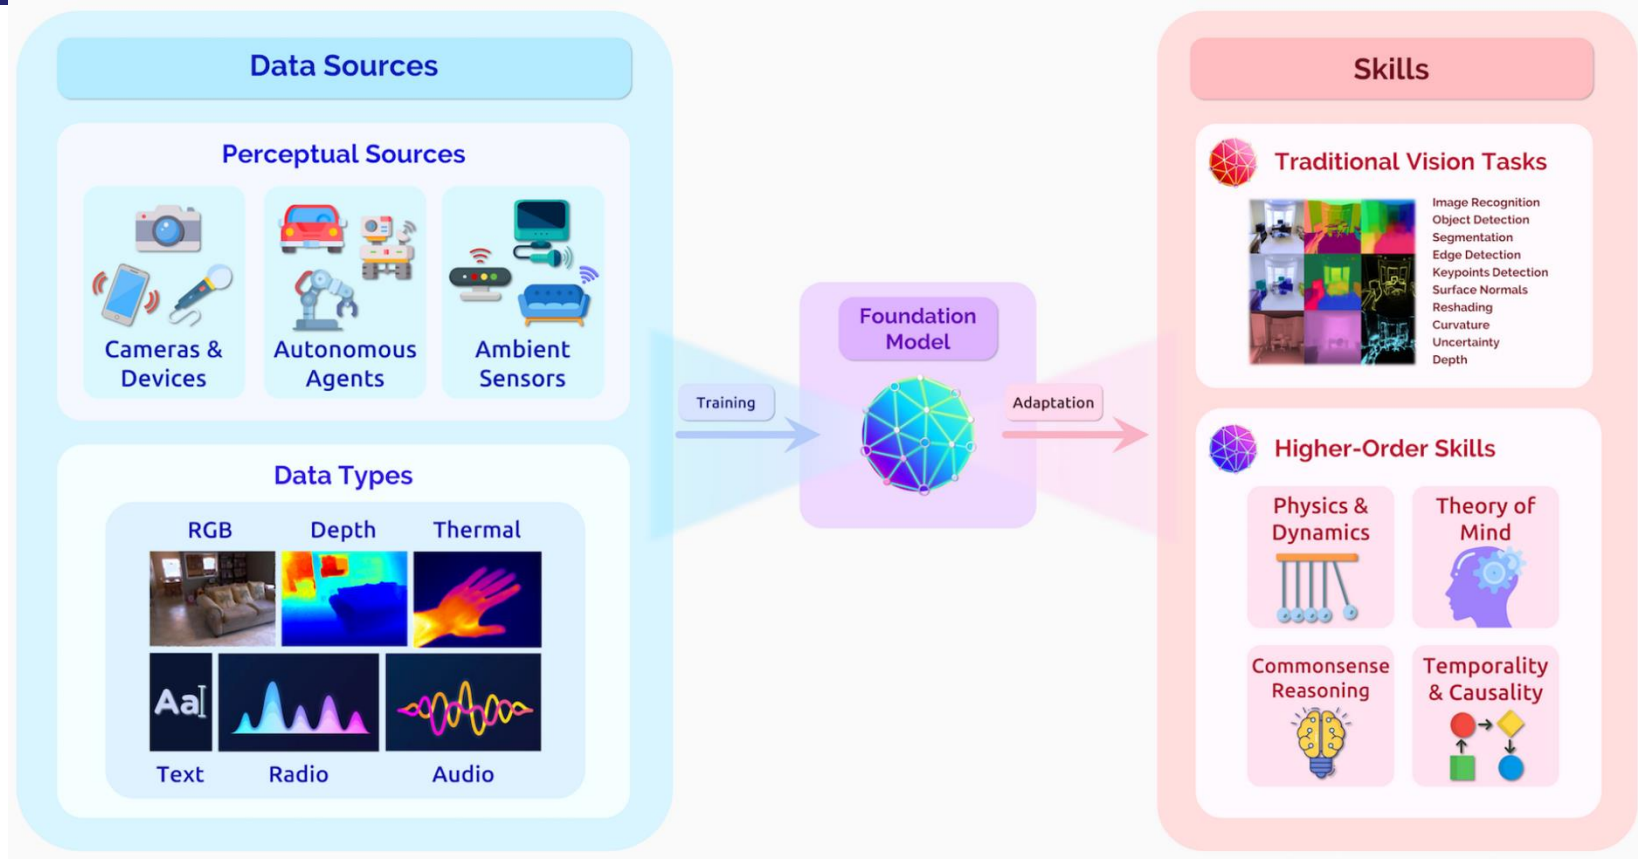 Data Sources
Perceptual Sources
Cameras &
Devices
Autonomous
Agents
Ambient
Sensors
Data Types
RGB
Depth
Thermal
Aa
Text
Radio
Audio
Training
Foundation
Model
Adaptation
Skills
Traditional Vision Tasks
Image Recognition
Object Detection
Segmentation
Edge Detection
Keypoints Detection
Surface Normals
Reshading
Curvature
Uncertainty
Depth
Higher-Order Skills
Physics &
Dynamics
Theory of
Mind
Commonsense
Reasoning
Temporality
& Causality